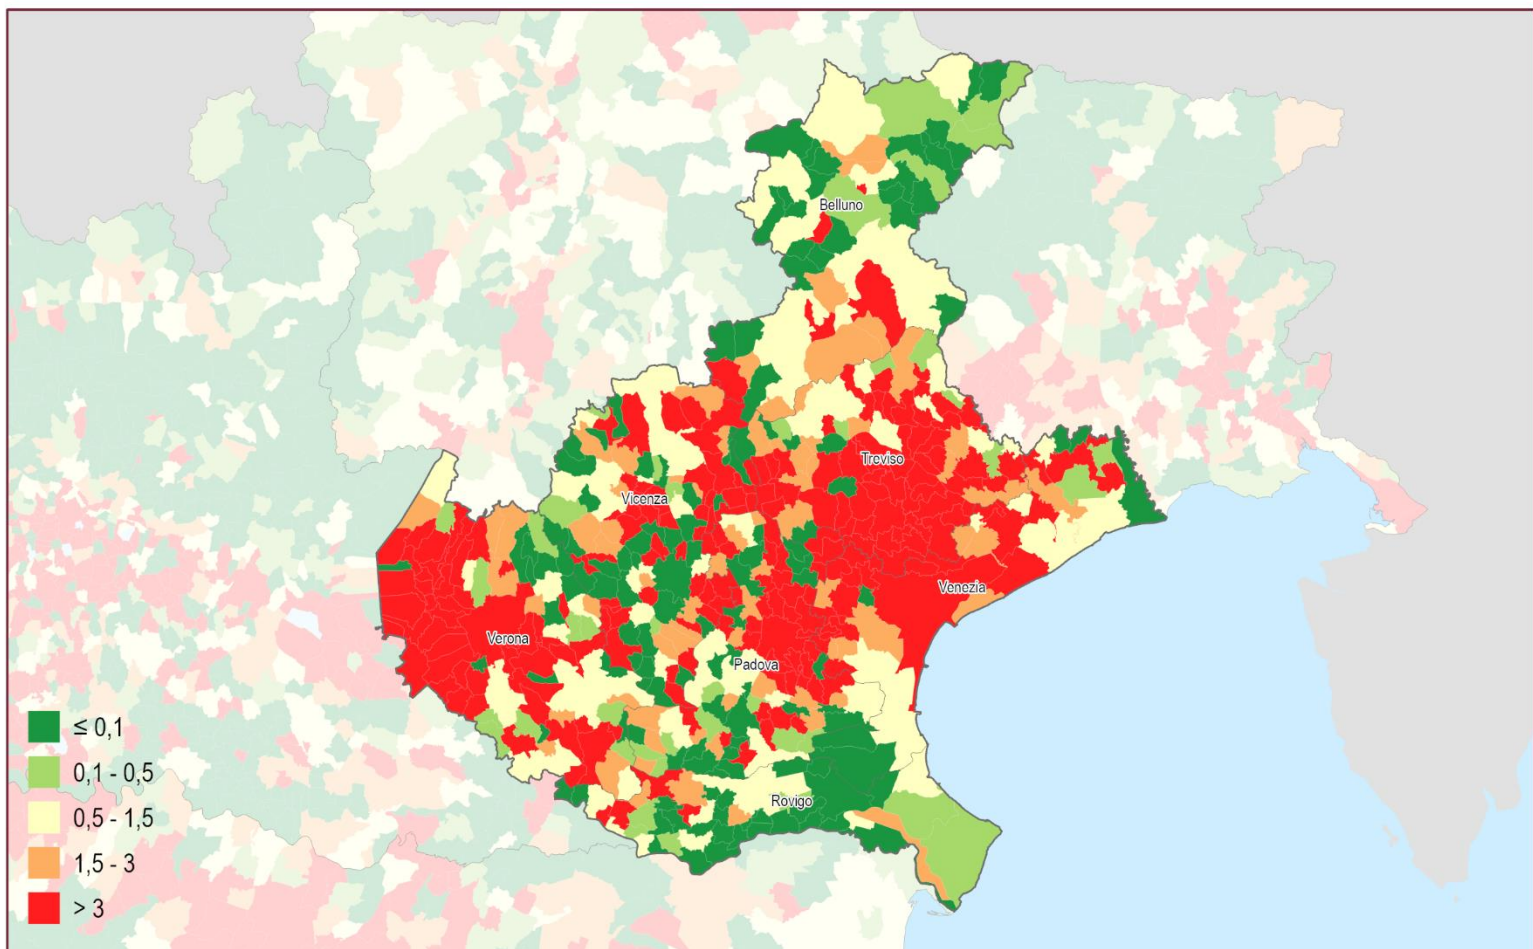 Belluno
Treviso
Vicenza
Venezia
Verona
Padova
Rovigo
≤ 0,1
0,1 - 0,5
0,5 - 1,5
1,5 - 3
> 3